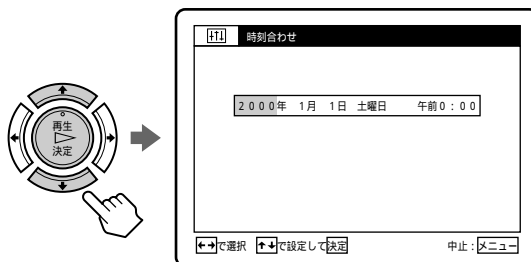 時刻合わせ
2000年 1月 1日 土曜日 午前0:00
再生
決定
←→で選択 ↑↓で設定して決定 中止:メニュー